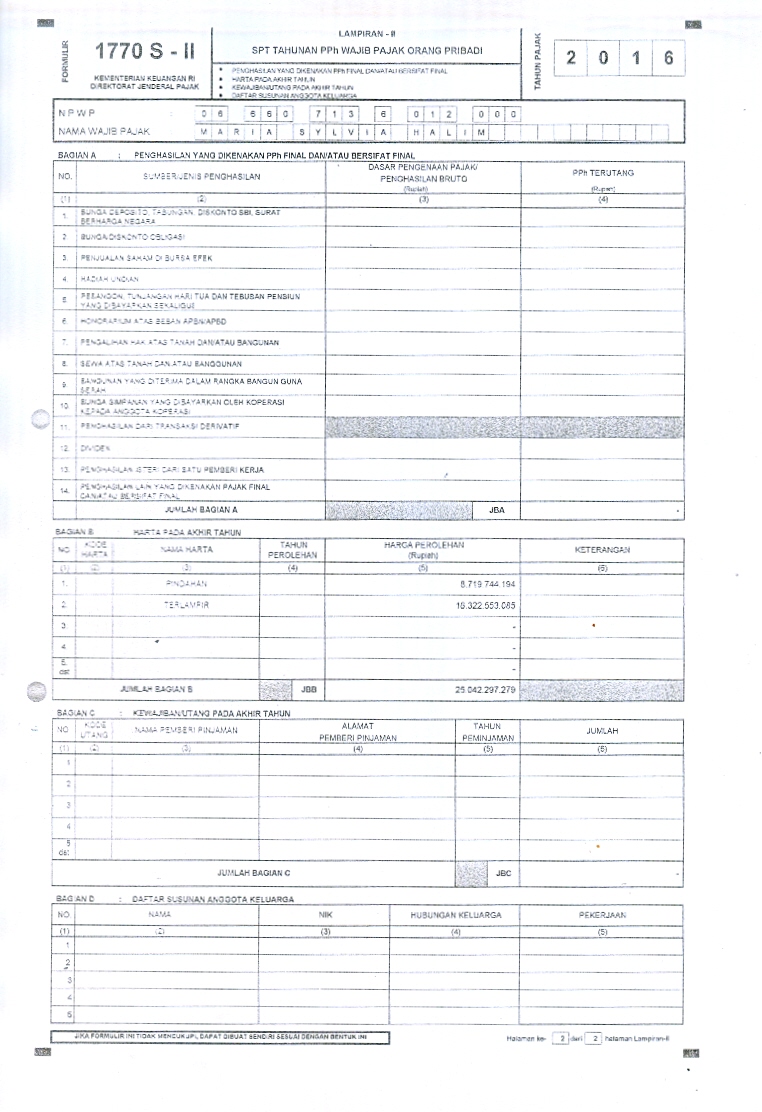 FORMULIR
1770 S - II
KEMENTERIAN KEUANGAN RI
DIREKTORAT JENDERAL PAJAK
LAMPIRAN - II
SPT TAHUNAN PPh WAJIB PAJAK ORANG PRIBADI
• PENGHASILAN YANG DIKENAKAN PPh FINAL DAN/ATAU BERSIFAT FINAL
• HARTA PADA AKHIR TAHUN
• KEWAJIBAN/UTANG PADA AKHIR TAHUN
• DAFTAR SUSUNAN ANGGOTA KELUARGA
TAHUN PAJAK
2 0 1 6
NPWP : 06 660 713 6 012 000
NAMA WAJIB PAJAK MARIA SYLVIA HALIM
BAGIAN A : PENGHASILAN YANG DIKENAKAN PPh FINAL DAN/ATAU BERSIFAT FINAL
NO. SUMBER/JENIS PENGHASILAN DASAR PENGENAAN PAJAK/ PENGHASILAN BRUTO (Rupiah) PPh TERUTANG (Rupiah)
(1) (2) (3) (4)
1. BUNGA DEPOSITO, TABUNGAN, DISKONTO SBI, SURAT
BERHARGA NEGARA
2. BUNGA/DISKONTO OBLIGASI
3. PENJUALAN SAHAM DI BURSA EFEK
4. HADIAH UNDIAN
5. PESANGON, TUNJANGAN HARI TUA DAN TEBUSAN PENSIUN
YANG DIBAYARKAN SEKALIGUS
6. HONORARIUM ATAS BEBAN APBN/APBD
7. PENGALIHAN HAK ATAS TANAH DAN/ATAU BANGUNAN
8. SEWA ATAS TANAH DAN/ATAU BANGUNAN
9. BANGUNAN YANG DITERIMA DALAM RANGKA BANGUN GUNA
SERAH
10. BUNGA SIMPANAN YANG DIBAYARKAN OLEH KOPERASI
KEPADA ANGGOTA KOPERASI
11. PENGHASILAN DARI TRANSAKSI DERIVATIF
12. DIVIDEN
13. PENGHASILAN ISTERI DARI SATU PEMBERI KERJA
14. PENGHASILAN LAIN YANG DIKENAKAN PAJAK FINAL
DAN/ATAU BERSIFAT FINAL
JUMLAH BAGIAN A JBA -
BAGIAN B : HARTA PADA AKHIR TAHUN
NO KODE HARTA NAMA HARTA TAHUN PEROLEHAN HARGA PEROLEHAN (Rupiah) KETERANGAN
(1) (2) (3) (4) (5) (6)
1. PINDAHAN 8.719.744.194
2. TERLAMPIR 16.322.553.085
3. -
4. -
5. dst -
JUMLAH BAGIAN B JBB 25.042.297.279
BAGIAN C : KEWAJIBAN/UTANG PADA AKHIR TAHUN
NO KODE UTANG NAMA PEMBERI PINJAMAN ALAMAT PEMBERI PINJAMAN TAHUN PEMINJAMAN JUMLAH
(1) (2) (3) (4) (5) (6)
1
2
3
4
5 dst
JUMLAH BAGIAN C JBC -
BAGIAN D : DAFTAR SUSUNAN ANGGOTA KELUARGA
NO. NAMA NIK HUBUNGAN KELUARGA PEKERJAAN
(1) (2) (3) (4) (5)
1
2
3
4
5
JIKA FORMULIR INI TIDAK MENCUKUPI, DAPAT DIBUAT SENDIRI SESUAI DENGAN BENTUK INI
Halaman ke- 2 dari 2 halaman Lampiran-II